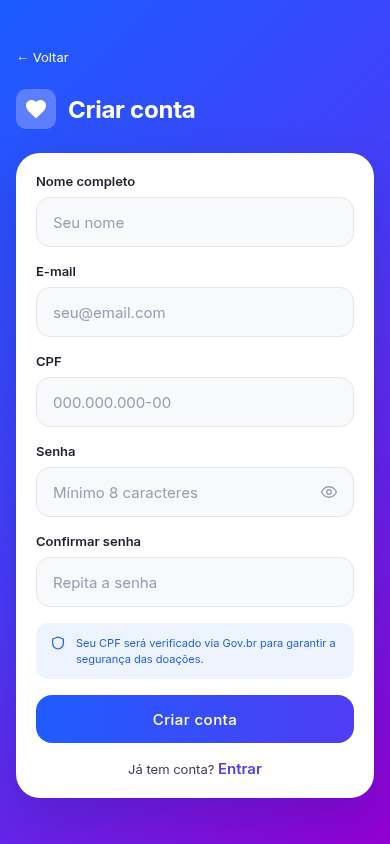 ← Voltar
Criar conta
Nome completo
Seu nome
E-mail
seu@email.com
CPF
000.000.000-00
Senha
Mínimo 8 caracteres
Confirmar senha
Repita a senha
Seu CPF será verificado via Gov.br para garantir a
segurança das doações.
Criar conta
Já tem conta? Entrar